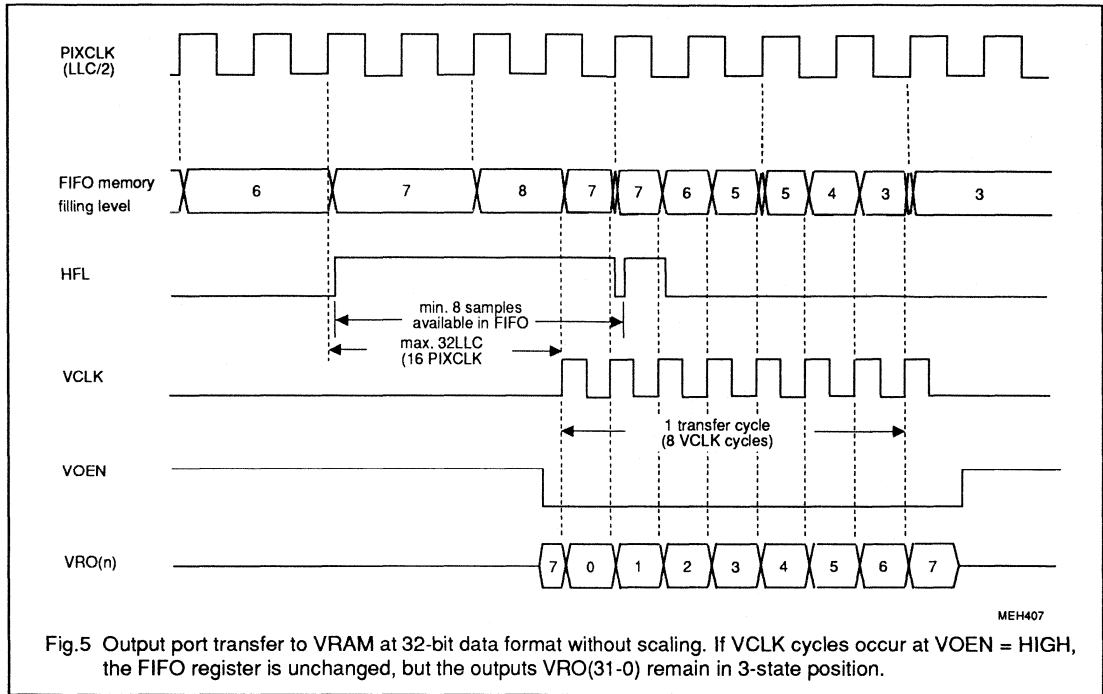 PIXCLK
(LLC/2)
FIFO memory
filling level
6 7 8 7 7 6 5 5 4 3 3
HFL
min. 8 samples
available in FIFO
max. 32LLC
(16 PIXCLK
VCLK
1 transfer cycle
(8 VCLK cycles)
VOEN
VRO(n)
7 0 1 2 3 4 5 6 7
MEH407
Fig.5 Output port transfer to VRAM at 32-bit data format without scaling. If VCLK cycles occur at VOEN = HIGH,
the FIFO register is unchanged, but the outputs VRO(31-0) remain in 3-state position.